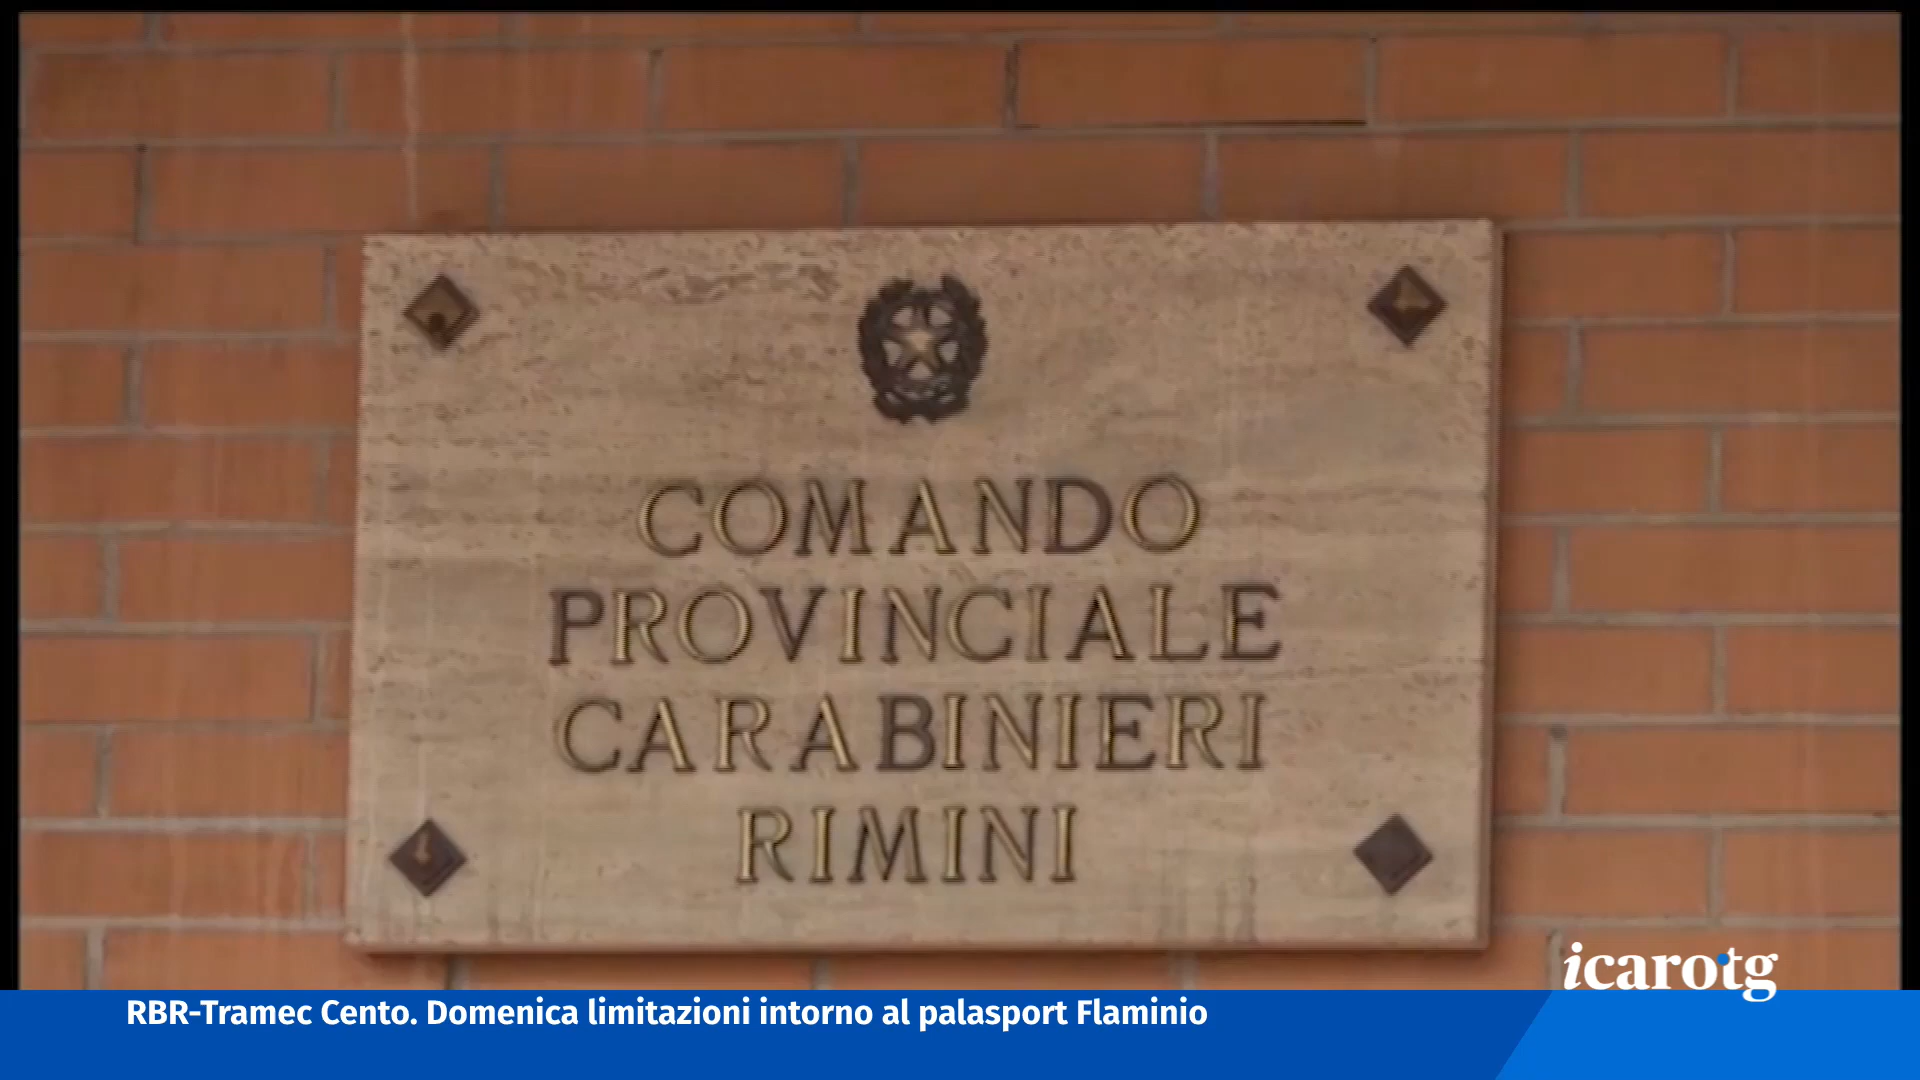 COMANDO
PROVINCIALE
CARABINIERI
RIMINI
icarotg
RBR-Tramec Cento. Domenica limitazioni intorno al palasport Flaminio